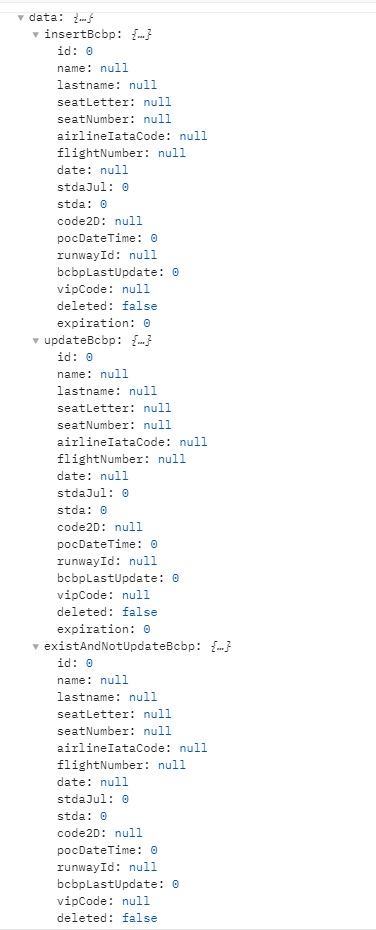 data: {…}
insertBcbp: {…}
id: 0
name: null
lastname: null
seatLetter: null
seatNumber: null
airlineIataCode: null
flightNumber: null
date: null
stdaJul: 0
stda: 0
code2D: null
pocDateTime: 0
runwayId: null
bcbpLastUpdate: 0
vipCode: null
deleted: false
expiration: 0
updateBcbp: {…}
id: 0
name: null
lastname: null
seatLetter: null
seatNumber: null
airlineIataCode: null
flightNumber: null
date: null
stdaJul: 0
stda: 0
code2D: null
pocDateTime: 0
runwayId: null
bcbpLastUpdate: 0
vipCode: null
deleted: false
expiration: 0
existAndNotUpdateBcbp: {…}
id: 0
name: null
lastname: null
seatLetter: null
seatNumber: null
airlineIataCode: null
flightNumber: null
date: null
stdaJul: 0
stda: 0
code2D: null
pocDateTime: 0
runwayId: null
bcbpLastUpdate: 0
vipCode: null
deleted: false